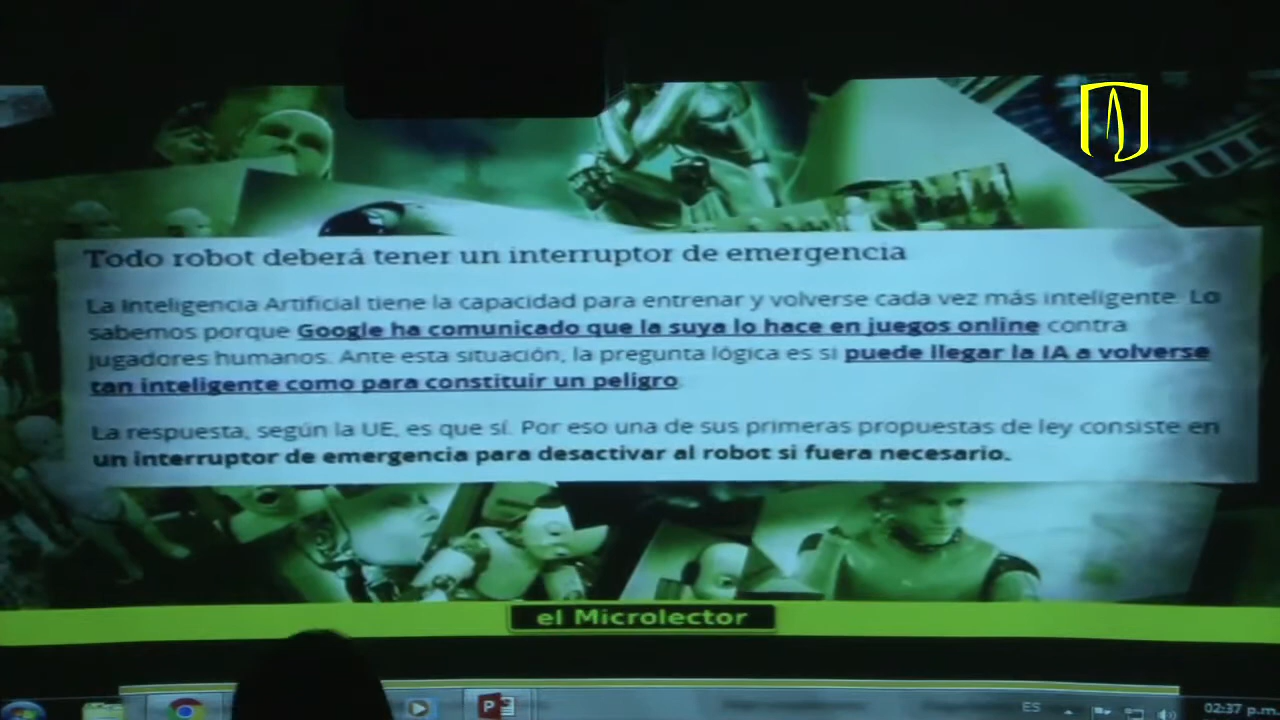 Todo robot deberá tener un interruptor de emergencia
La Inteligencia Artificial tiene la capacidad para entrenar y volverse cada vez más inteligente. Lo
sabemos porque Google ha comunicado que la suya lo hace en juegos online contra
jugadores humanos. Ante esta situación, la pregunta lógica es si puede llegar la IA a volverse
tan inteligente como para constituir un peligro.
La respuesta, según la UE, es que sí. Por eso una de sus primeras propuestas de ley consiste en
un interruptor de emergencia para desactivar al robot si fuera necesario.
el Microlector
ES
02:37 p.m.